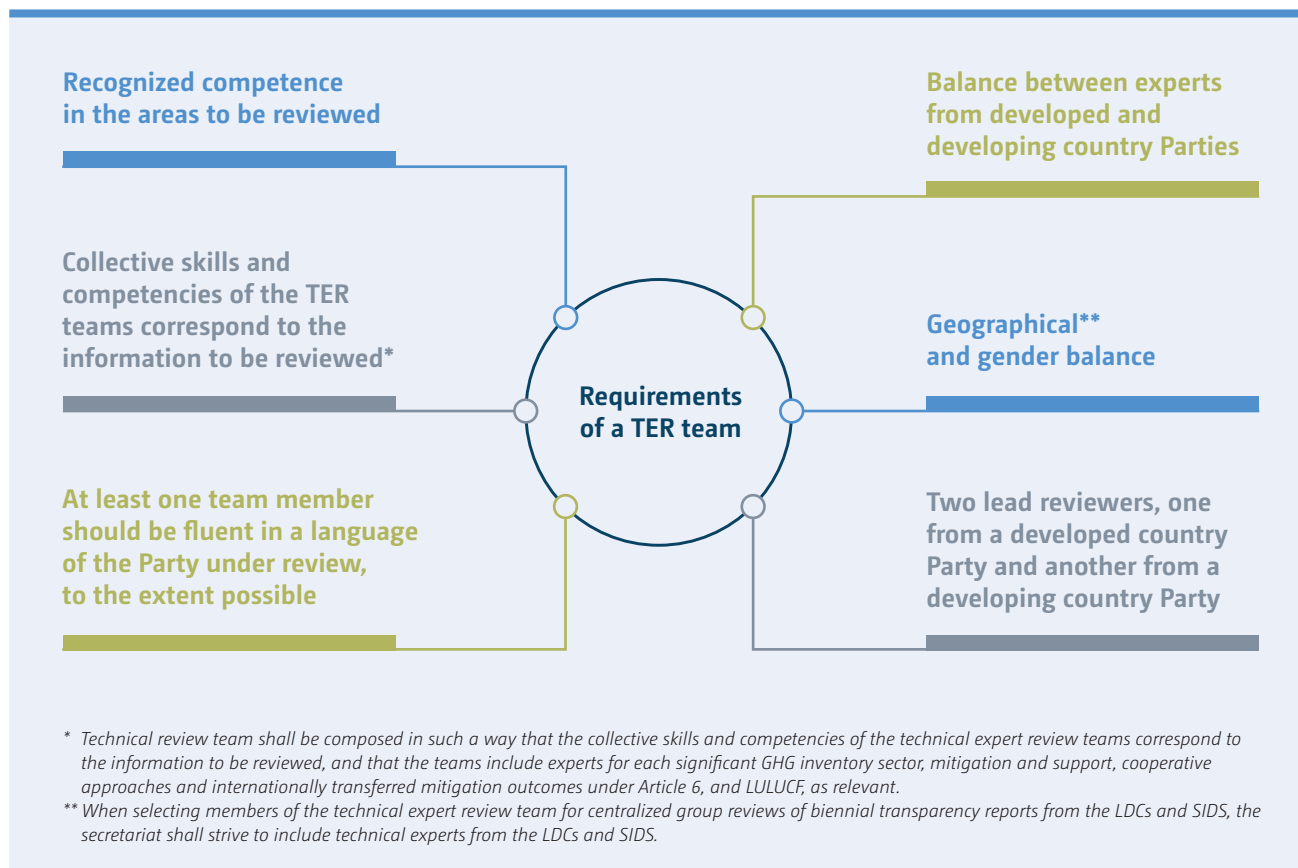 Recognized competence
in the areas to be reviewed
Collective skills and
competencies of the TER
teams correspond to the
information to be reviewed*
At least one team member
should be fluent in a language
of the Party under review,
to the extent possible
Requirements
of a TER team
Balance between experts
from developed and
developing country Parties
Geographical**
and gender balance
Two lead reviewers, one
from a developed country
Party and another from a
developing country Party
* Technical review team shall be composed in such a way that the collective skills and competencies of the technical expert review teams correspond to
the information to be reviewed, and that the teams include experts for each significant GHG inventory sector, mitigation and support, cooperative
approaches and internationally transferred mitigation outcomes under Article 6, and LULUCF, as relevant.
** When selecting members of the technical expert review team for centralized group reviews of biennial transparency reports from the LDCs and SIDS, the
secretariat shall strive to include technical experts from the LDCs and SIDS.